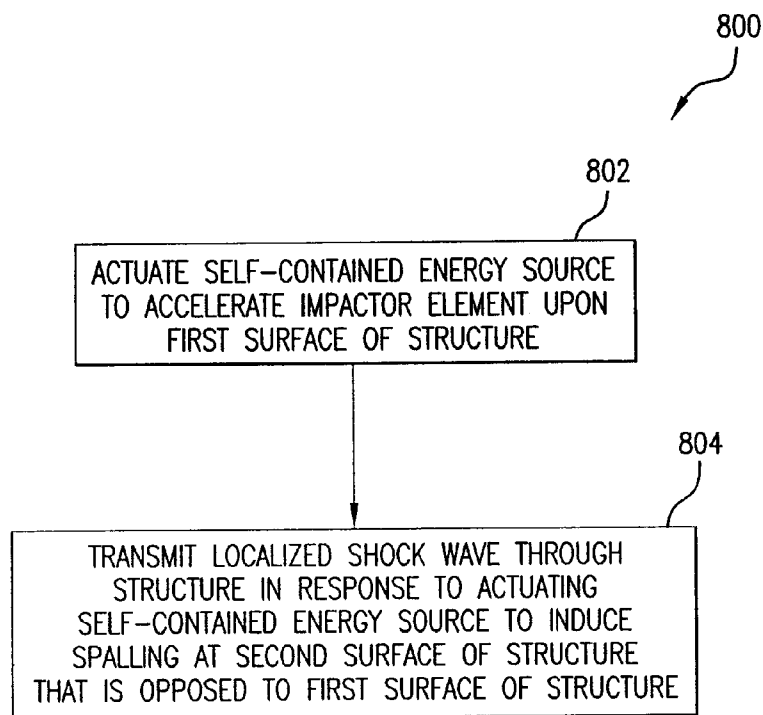 800
802
ACTUATE SELF-CONTAINED ENERGY SOURCE
TO ACCELERATE IMPACTOR ELEMENT UPON
FIRST SURFACE OF STRUCTURE
804
TRANSMIT LOCALIZED SHOCK WAVE THROUGH
STRUCTURE IN RESPONSE TO ACTUATING
SELF-CONTAINED ENERGY SOURCE TO INDUCE
SPALLING AT SECOND SURFACE OF STRUCTURE
THAT IS OPPOSED TO FIRST SURFACE OF STRUCTURE